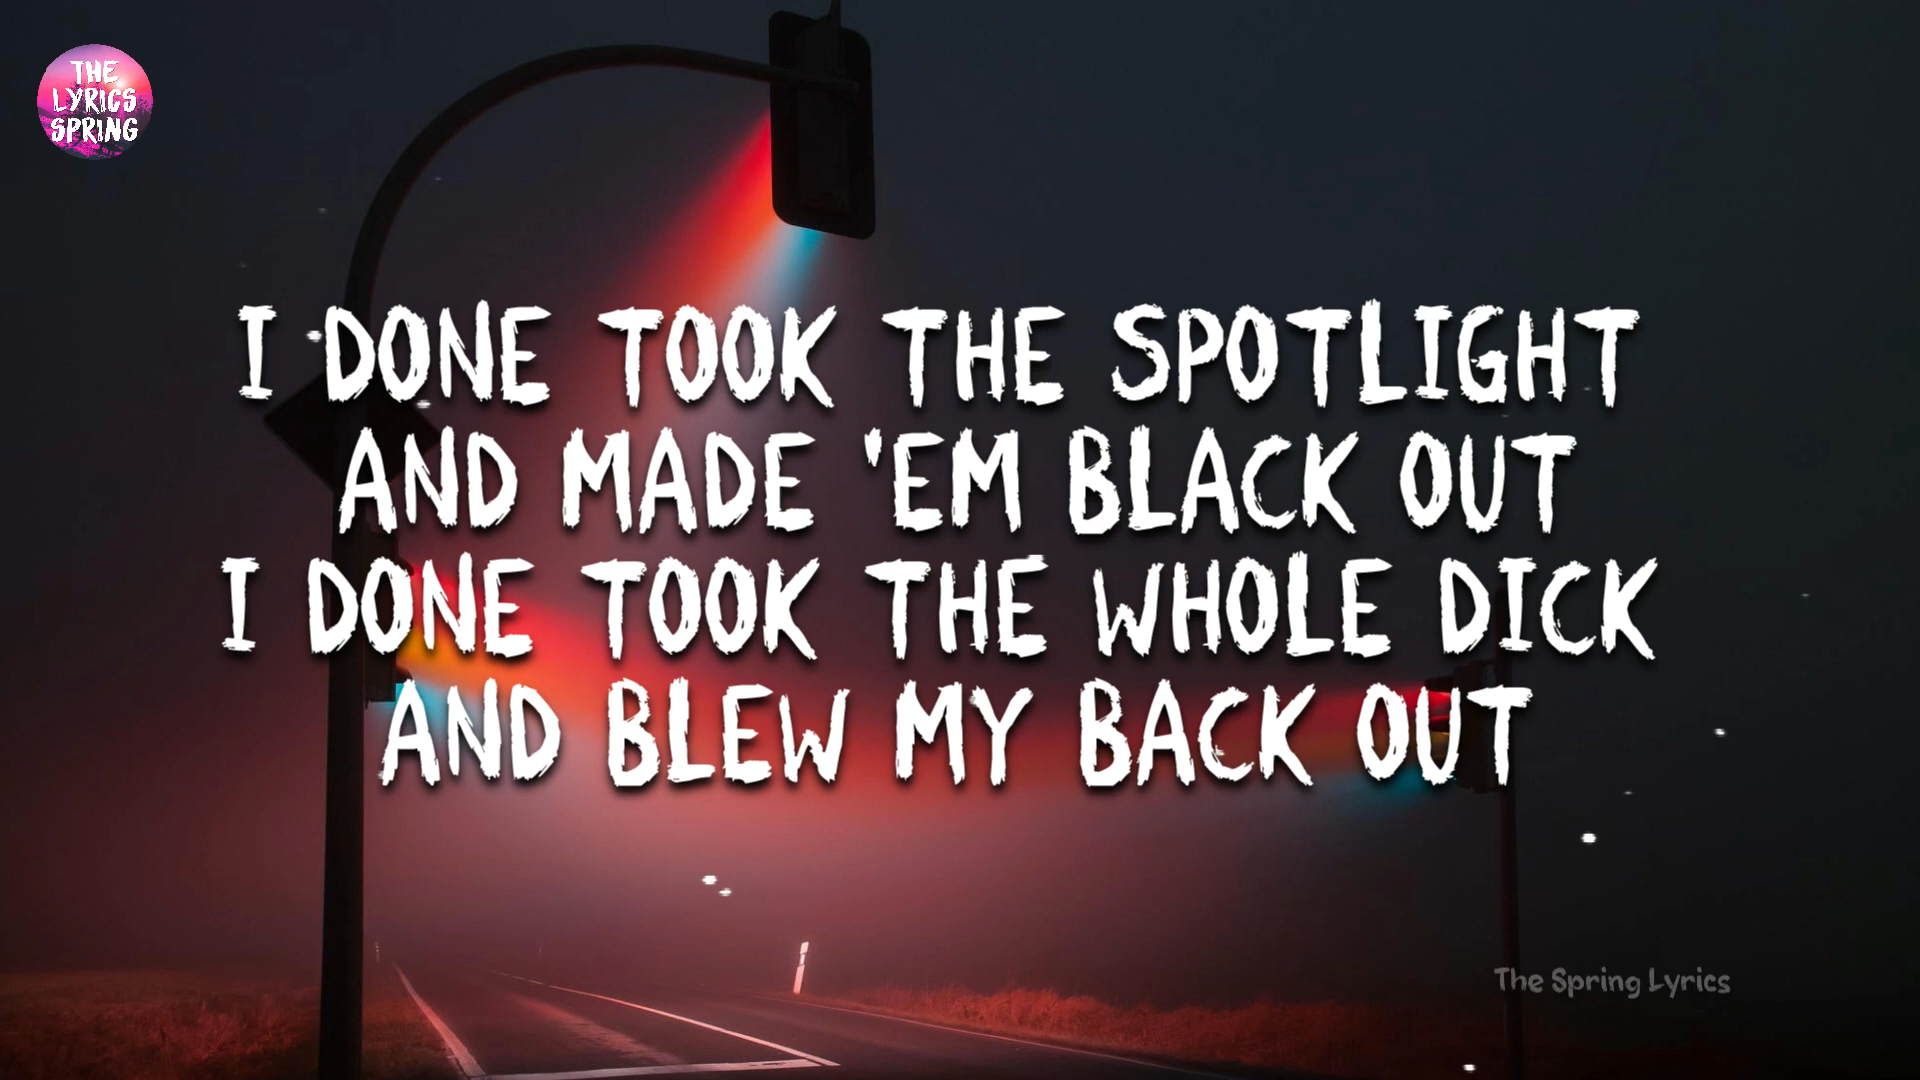 THE
LYRICS
SPRING
I DONE TOOK THE SPOTLIGHT
AND MADE 'EM BLACK OUT
I DONE TOOK THE WHOLE DICK
AND BLEW MY BACK OUT
The Spring Lyrics